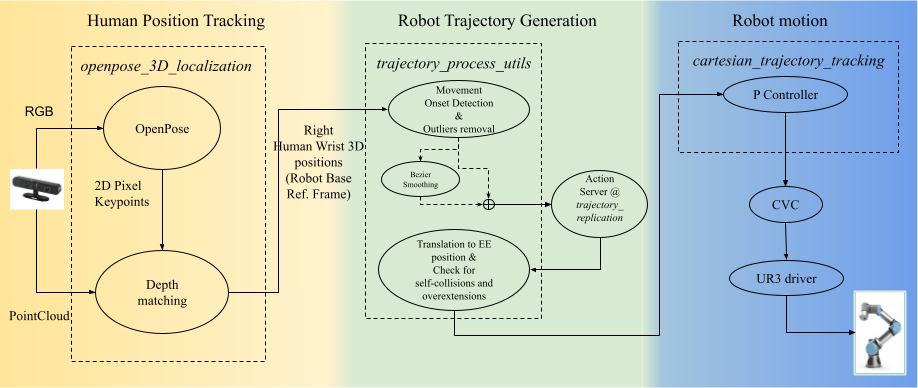 Human Position Tracking
openpose_3D_localization
RGB
OpenPose
2D Pixel
Keypoints
Depth
matching
PointCloud
Right
Human Wrist 3D
positions
(Robot Base
Ref. Frame)
Robot Trajectory Generation
trajectory_process_utils
Movement
Onset Detection
&
Outliers removal
Bezier
Smoothing
Action
Server @
trajectory_
replication
Translation to EE
position &
Check for
self-collisions and
overextensions
Robot motion
cartesian_trajectory_tracking
P Controller
CVC
UR3 driver